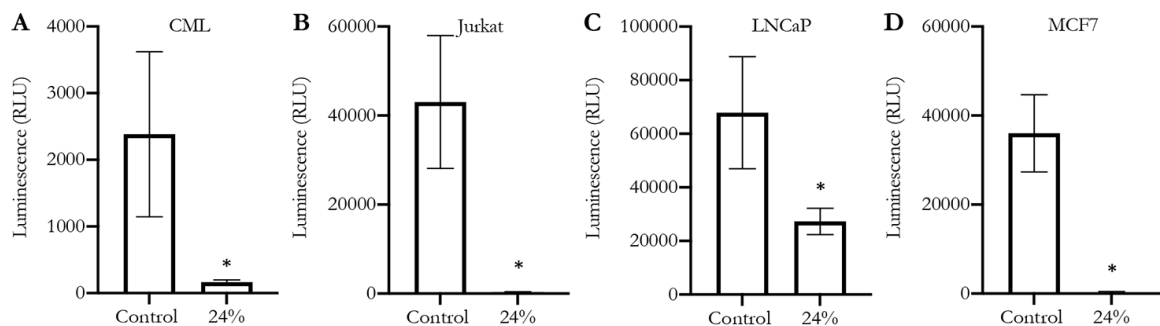 A
CML
Luminescence (RLU)
4000
3000
2000
1000
0
*
Control
24%
B
Jurkat
Luminescence (RLU)
60000
40000
20000
0
*
Control
24%
C
LNCaP
Luminescence (RLU)
100000
80000
60000
40000
20000
0
*
Control
24%
D
MCF7
Luminescence (RLU)
60000
40000
20000
0
*
Control
24%